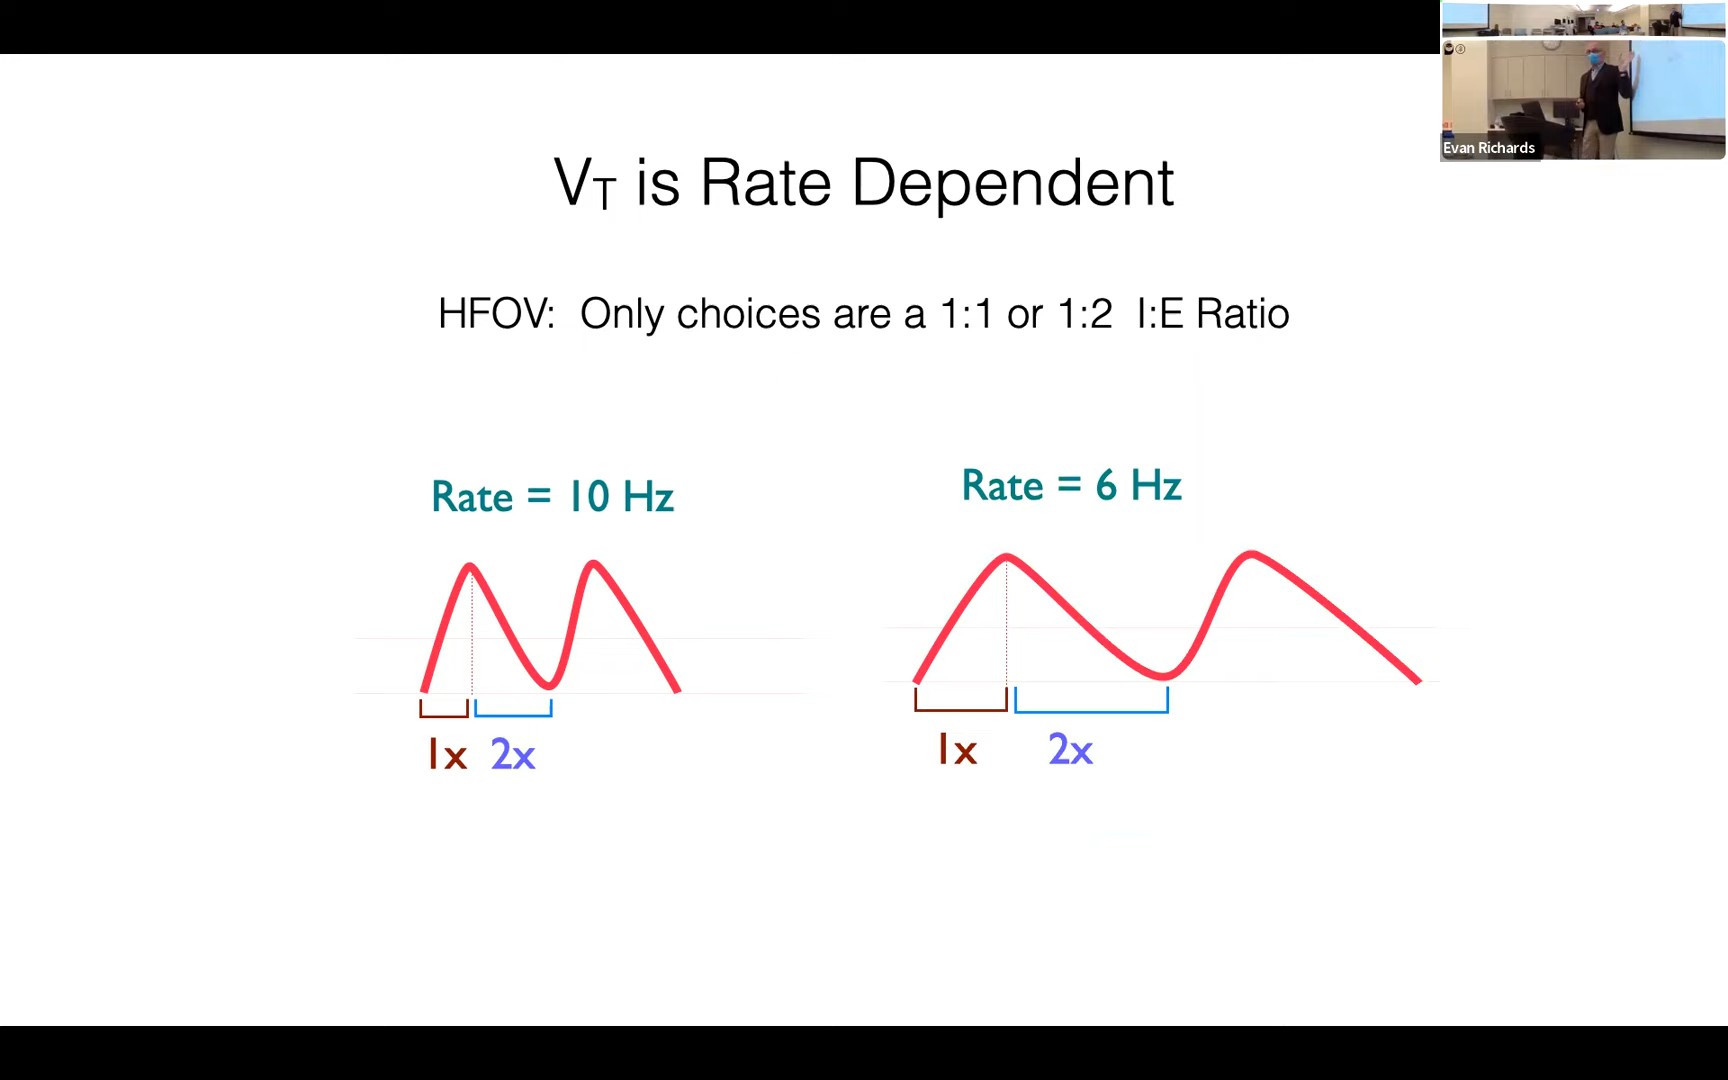 Evan Richards
VT is Rate Dependent
HFOV: Only choices are a 1:1 or 1:2 I:E Ratio
Rate = 10 Hz
Rate = 6 Hz
1x 2x
1x 2x